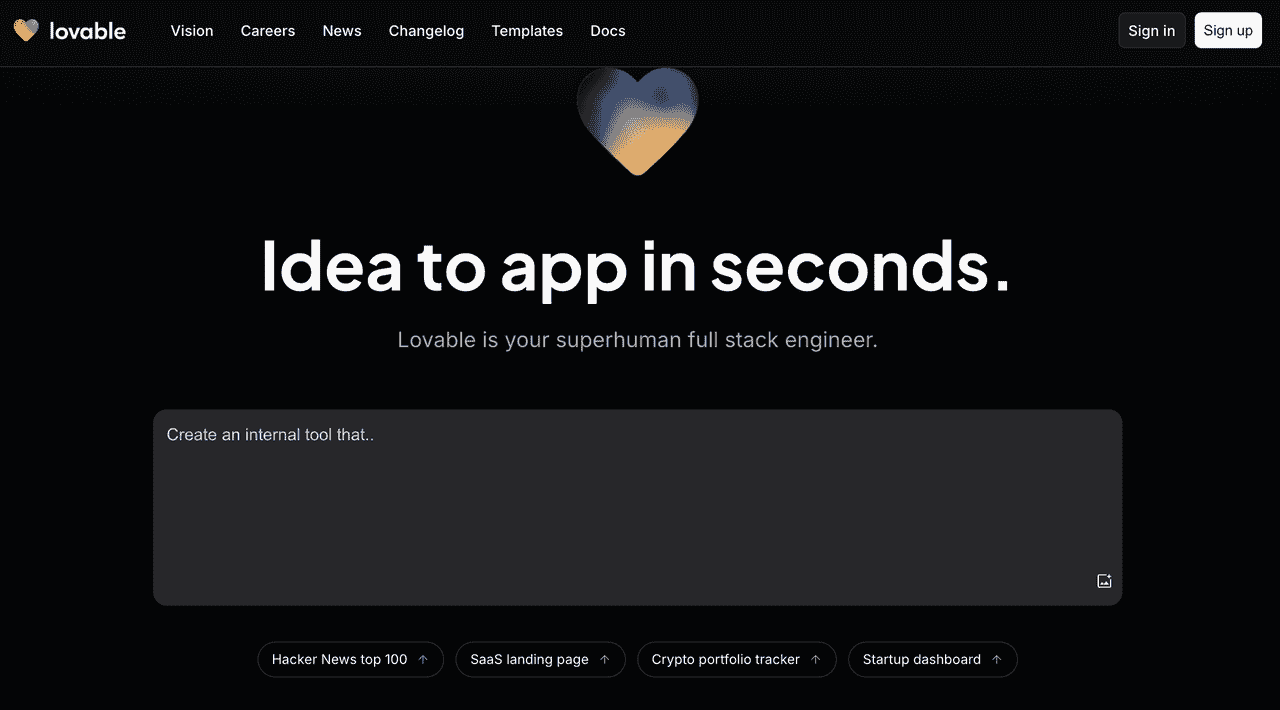 lovable Vision Careers News Changelog Templates Docs Sign in Sign up
Idea to app in seconds.
Lovable is your superhuman full stack engineer.
Create an internal tool that..
Hacker News top 100 ↑ SaaS landing page ↑ Crypto portfolio tracker ↑ Startup dashboard ↑